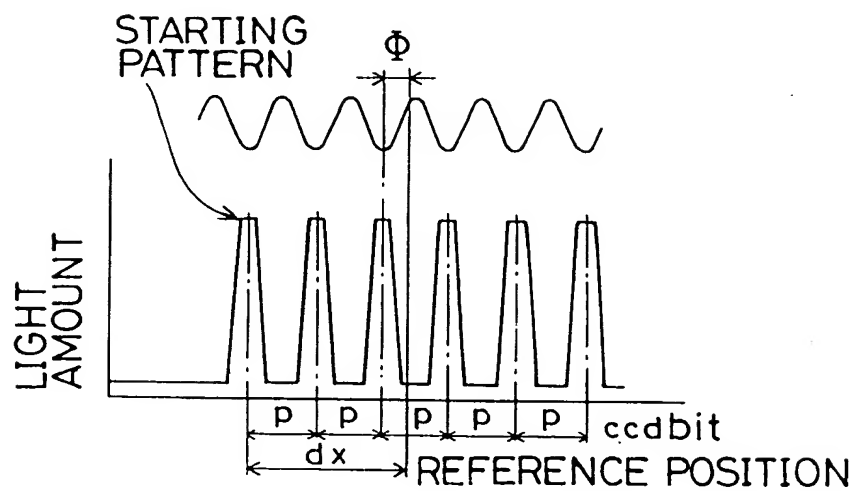 STARTING
PATTERN
Φ
LIGHT
AMOUNT
p p p p p ccdbit
dx
REFERENCE POSITION